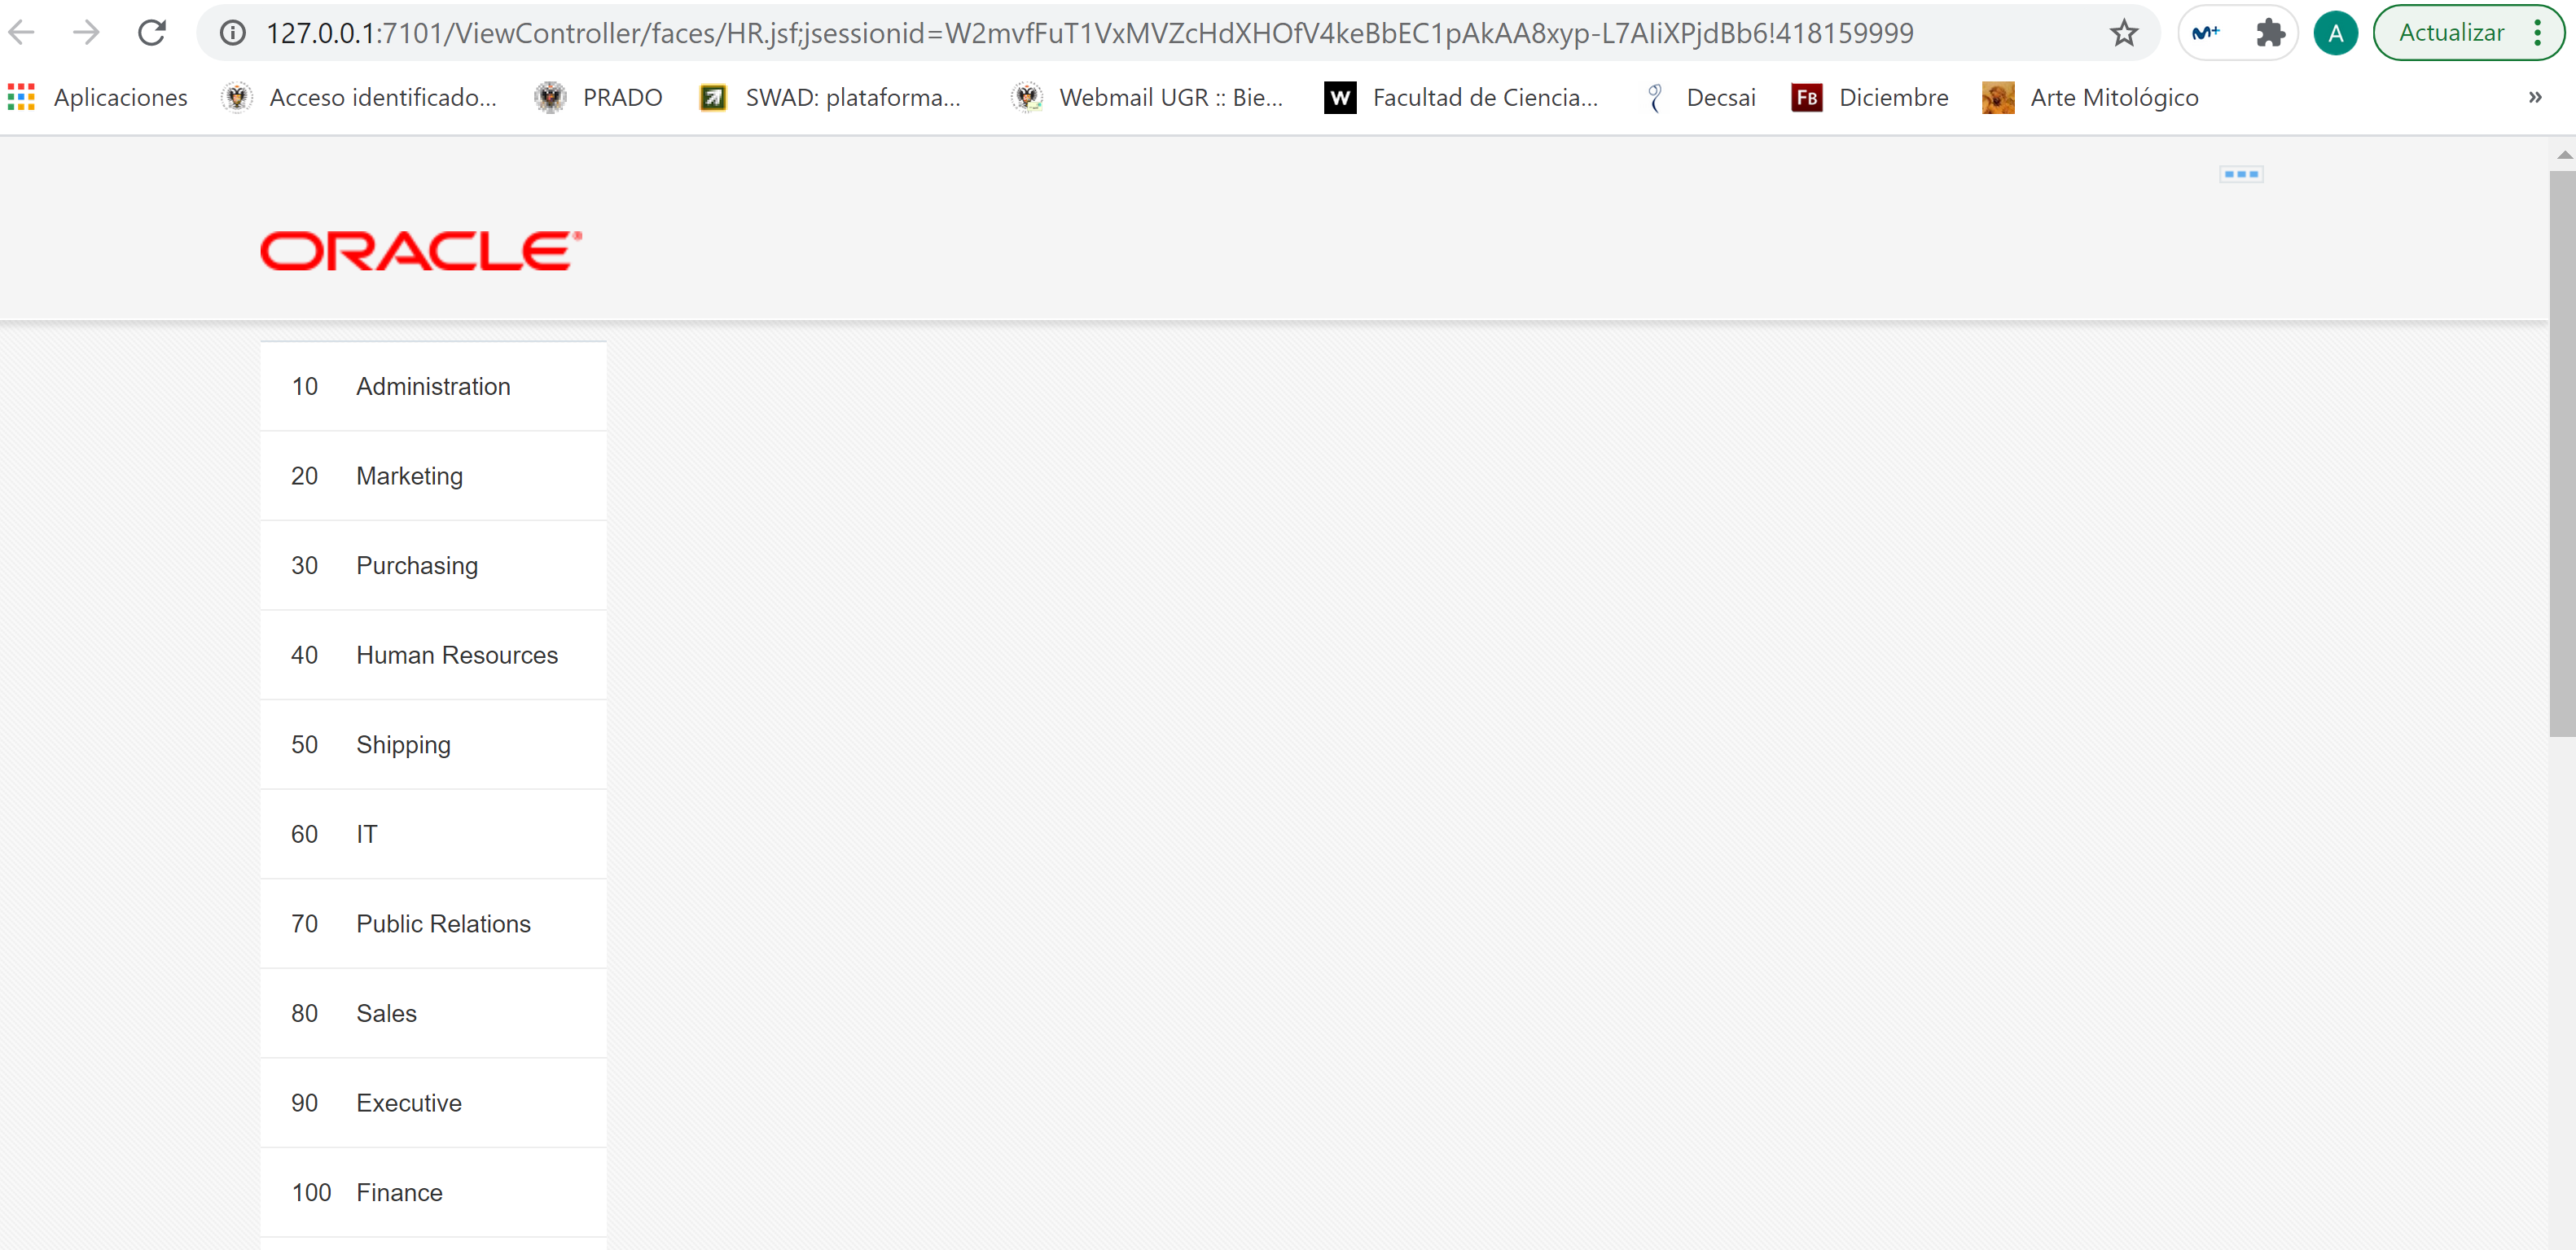 127.0.0.1:7101/ViewController/faces/HR.jsf;jsessionid=W2mvfFuT1VxMVZcHdXHOfV4keBbEC1pAkAA8xyp-L7AIiXPjdBb6!418159999
M+
A
Actualizar
Aplicaciones
Acceso identificado...
PRADO
SWAD: plataforma...
Webmail UGR :: Bie...
W Facultad de Ciencia...
Decsai
FB Diciembre
Arte Mitológico
»
ORACLE®
10 Administration
20 Marketing
30 Purchasing
40 Human Resources
50 Shipping
60 IT
70 Public Relations
80 Sales
90 Executive
100 Finance